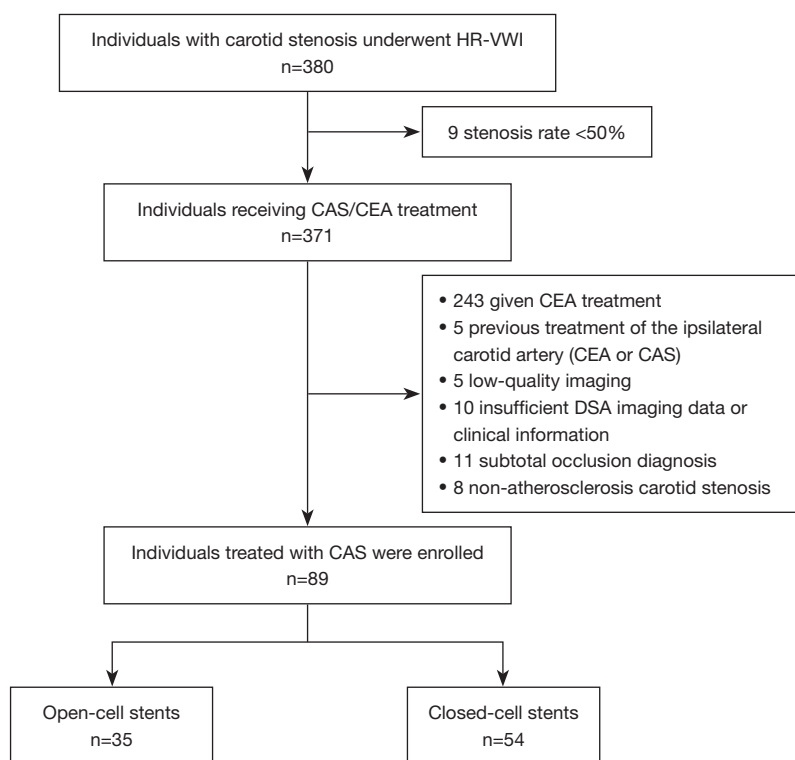 Individuals with carotid stenosis underwent HR-VWI
n=380
9 stenosis rate <50%
Individuals receiving CAS/CEA treatment
n=371
• 243 given CEA treatment
• 5 previous treatment of the ipsilateral
carotid artery (CEA or CAS)
• 5 low-quality imaging
• 10 insufficient DSA imaging data or
clinical information
• 11 subtotal occlusion diagnosis
• 8 non-atherosclerosis carotid stenosis
Individuals treated with CAS were enrolled
n=89
Open-cell stents
n=35
Closed-cell stents
n=54